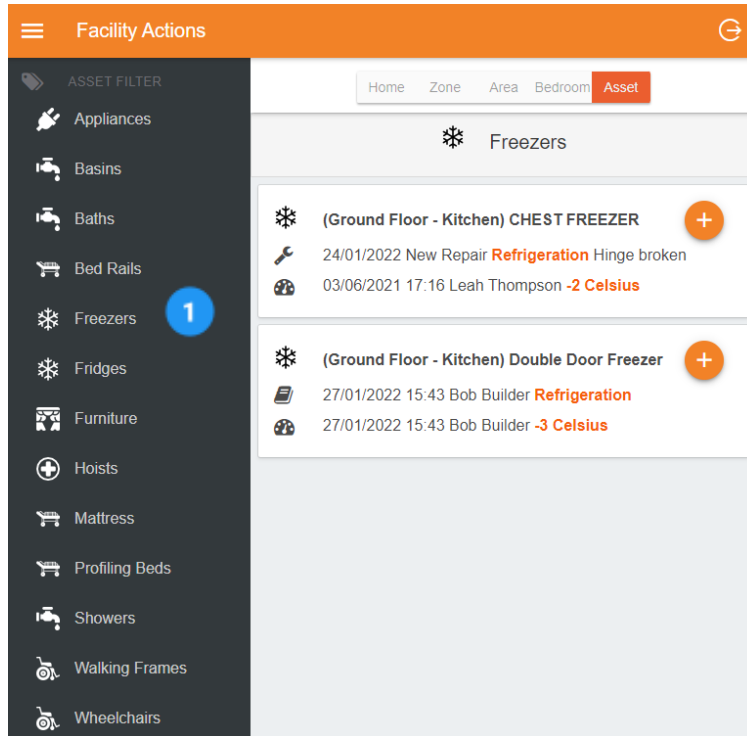 Facility Actions
ASSET FILTER
Appliances
Basins
Baths
Bed Rails
Freezers
1
Fridges
Furniture
Hoists
Mattress
Profiling Beds
Showers
Walking Frames
Wheelchairs
Home Zone Area Bedroom Asset
Freezers
(Ground Floor - Kitchen) CHEST FREEZER
+
24/01/2022 New Repair Refrigeration Hinge broken
03/06/2021 17:16 Leah Thompson -2 Celsius
(Ground Floor - Kitchen) Double Door Freezer
+
27/01/2022 15:43 Bob Builder Refrigeration
27/01/2022 15:43 Bob Builder -3 Celsius